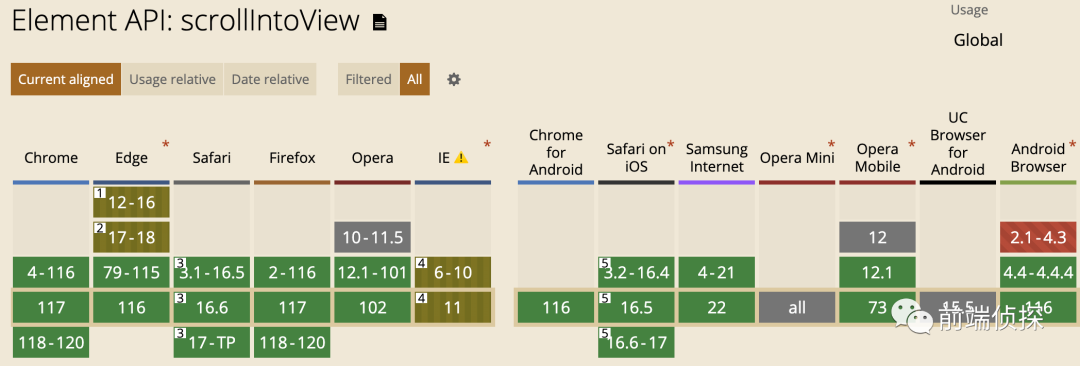 Element API: scrollIntoView
Usage
Global
Current aligned Usage relative Date relative Filtered All
Chrome Edge * Safari Firefox Opera IE * Chrome for Android Safari on iOS * Samsung Internet Opera Mini * Opera Mobile * UC Browser for Android Android Browser *
1 12-16
2 17-18 10-11.5 12 2.1-4.3
4-116 79-115 3 3.1-16.5 2-116 12.1-101 4 6-10 5 3.2-16.4 4-21 12.1 4.4-4.4.4
117 116 3 16.6 117 102 4 11 116 5 16.5 22 all 73 15.5 116
118-120 3 17-TP 118-120 5 16.6-17
前端侦探